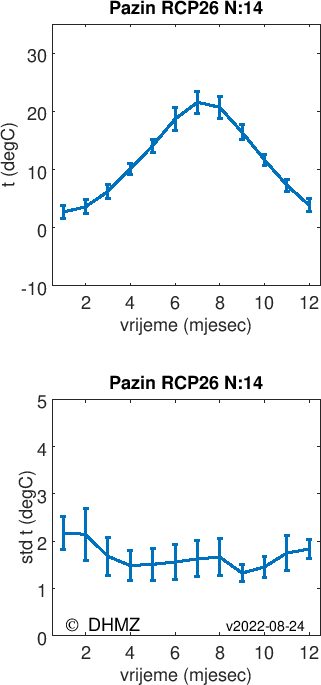 Pazin RCP26 N:14
30
20
10
0
-10
t (degC)
2 4 6 8 10 12
vrijeme (mjesec)
Pazin RCP26 N:14
5
4
3
2
1
0
std t (degC)
© DHMZ v2022-08-24
2 4 6 8 10 12
vrijeme (mjesec)